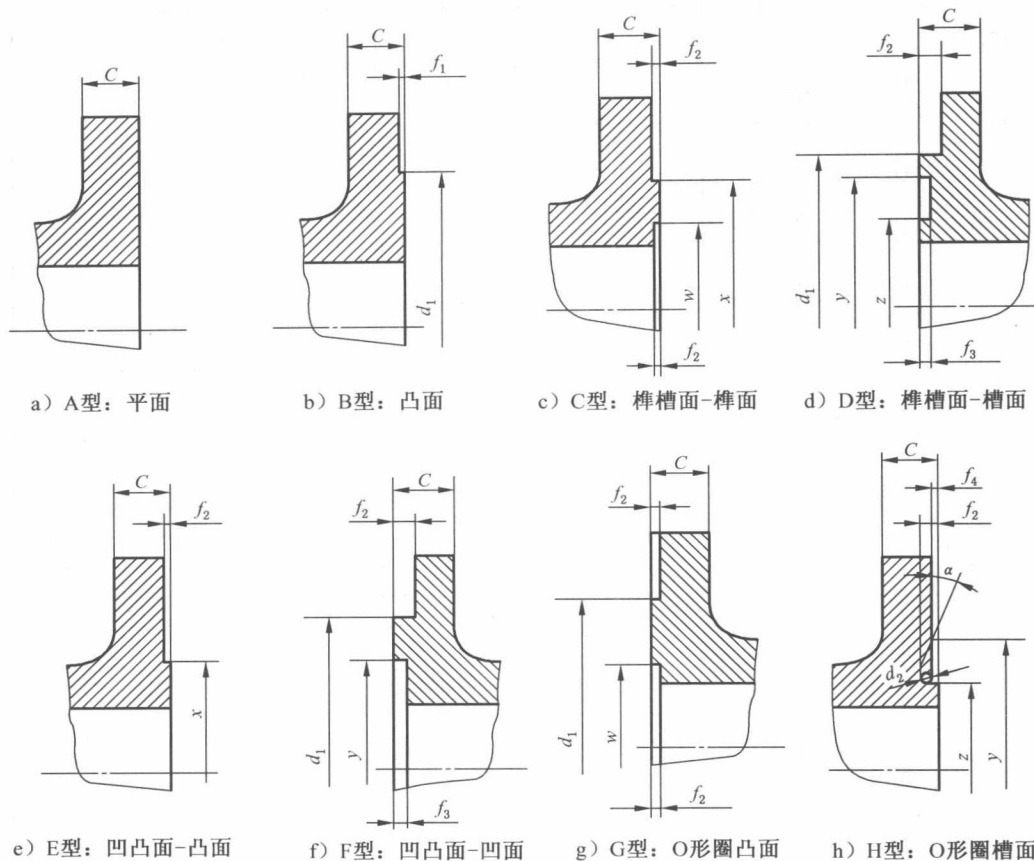 C
C
f₁
d₁
C
f₂
w
x
f₂
f₂
C
d₁
y
z
f₃
a) A型: 平面
b) B型: 凸面
c) C型: 榫槽面-榫面
d) D型: 榫槽面-槽面
C
f₂
x
C
f₂
d₁
y
f₃
C
f₂
d₁
w
f₂
C
f₄
f₂
α
d₂
z
y
e) E型: 凹凸面-凸面
f) F型: 凹凸面-凹面
g) G型: O形圈凸面
h) H型: O形圈槽面